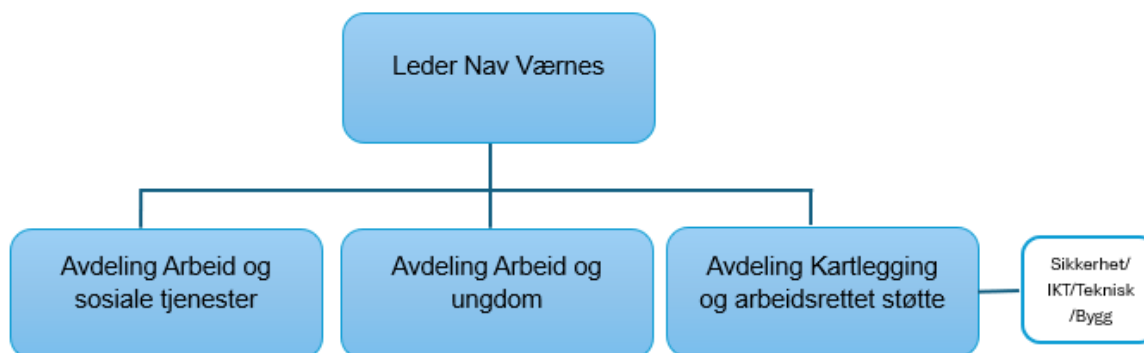 Leder Nav Værnes
Avdeling Arbeid og
sosiale tjenester
Avdeling Arbeid og
ungdom
Avdeling Kartlegging
og arbeidsrettet støtte
Sikkerhet/
IKT/Teknisk
/Bygg